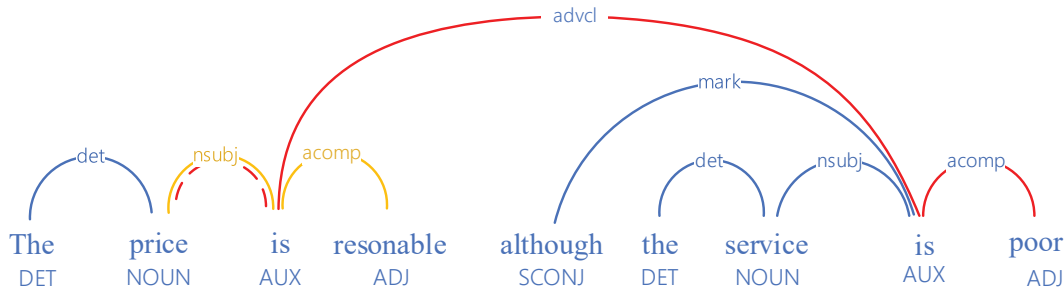 advcl
mark
det nsubj acomp det nsubj acomp
The price is resonable although the service is poor
DET NOUN AUX ADJ SCONJ DET NOUN AUX ADJ